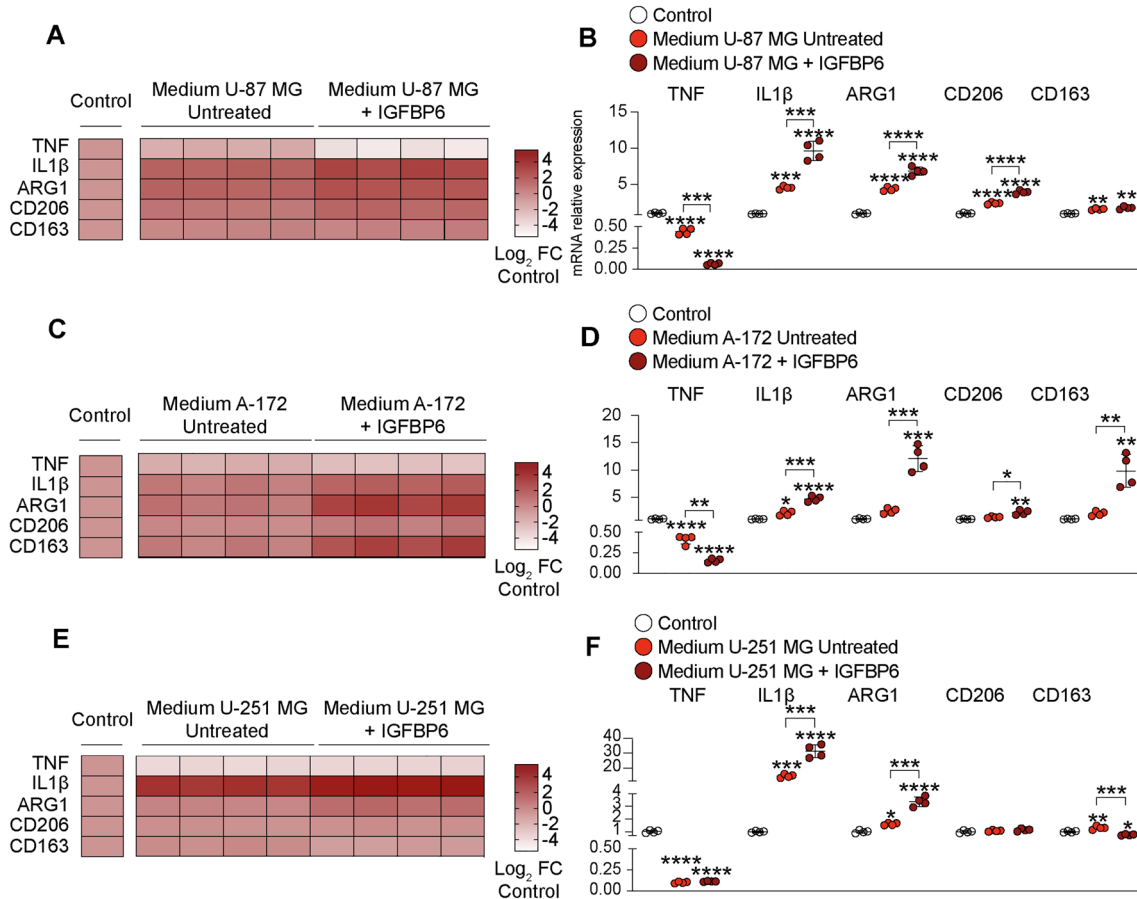 A
Control
Medium U-87 MG
Untreated
Medium U-87 MG
+ IGFBP6
TNF
IL1β
ARG1
CD206
CD163
4
2
0
-2
-4
Log2 FC
Control
B
Control
Medium U-87 MG Untreated
Medium U-87 MG + IGFBP6
TNF IL1β ARG1 CD206 CD163
mRNA relative expression
15
10
5
0.50
0.25
0.00
*** **** *** **** **** **** **** **** **** *** **** **** ** **
C
Control
Medium A-172
Untreated
Medium A-172
+ IGFBP6
TNF
IL1β
ARG1
CD206
CD163
4
2
0
-2
-4
Log2 FC
Control
D
Control
Medium A-172 Untreated
Medium A-172 + IGFBP6
TNF IL1β ARG1 CD206 CD163
20
15
10
5
0.50
0.25
0.00
** **** **** *** * **** *** *** * ** ** **
E
Control
Medium U-251 MG
Untreated
Medium U-251 MG
+ IGFBP6
TNF
IL1β
ARG1
CD206
CD163
4
2
0
-2
-4
Log2 FC
Control
F
Control
Medium U-251 MG Untreated
Medium U-251 MG + IGFBP6
TNF IL1β ARG1 CD206 CD163
40
30
20
10
4
3
2
1
0.50
0.25
0.00
**** **** *** *** **** *** * **** *** ** *